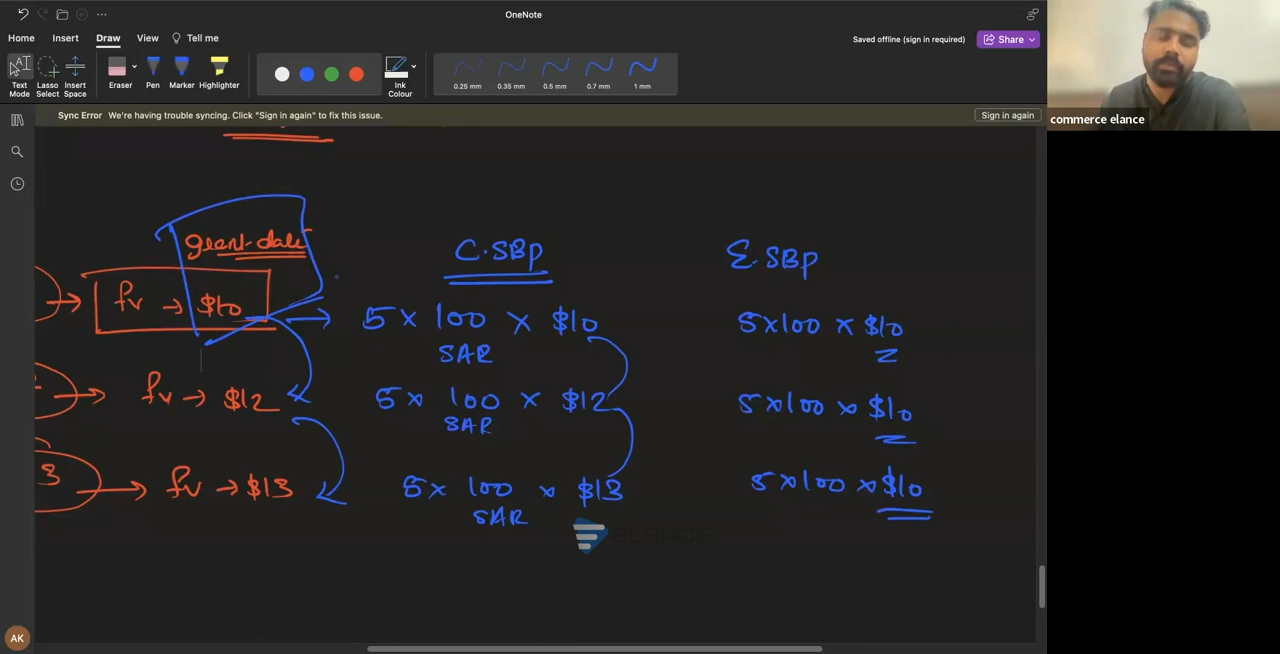 OneNote
Home Insert Draw View Tell me
Saved offline (sign in required) Share
Text Mode
Lasso Select
Insert Space
Eraser
Pen
Marker
Highlighter
Ink Colour
0.25 mm 0.35 mm 0.5 mm 0.7 mm 1 mm
Sync Error We're having trouble syncing. Click "Sign in again" to fix this issue. Sign in again
commerce elance
grant-date
C.SBP
E.SBP
fv → $10
5 × 100 × $10
SAR
5×100 × $10
fv → $12
5 × 100 × $12
SAR
5×100 × $10
3 → fv → $13
5 × 100 × $13
SAR
5×100 × $10
ELANCE
AK